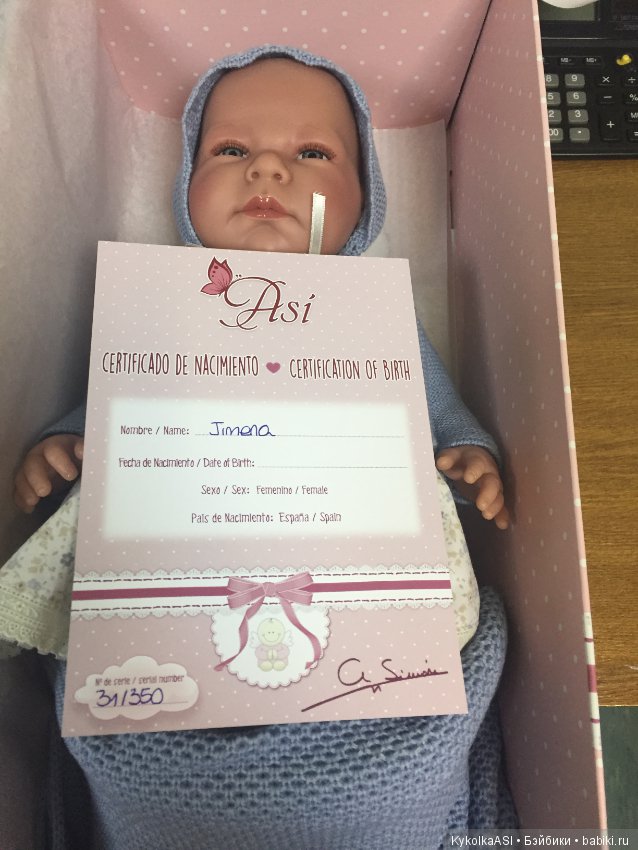 Así
CERTIFICADO DE NACIMIENTO ♥ CERTIFICATION OF BIRTH
Nombre / Name: Jimena
Fecha de Nacimiento / Date of Birth:
Sexo / Sex: Femenino / Female
País de Nacimiento: España / Spain
Nº de serie / serial number
31/350
KykolkaASI • Бэйбики • babiki.ru